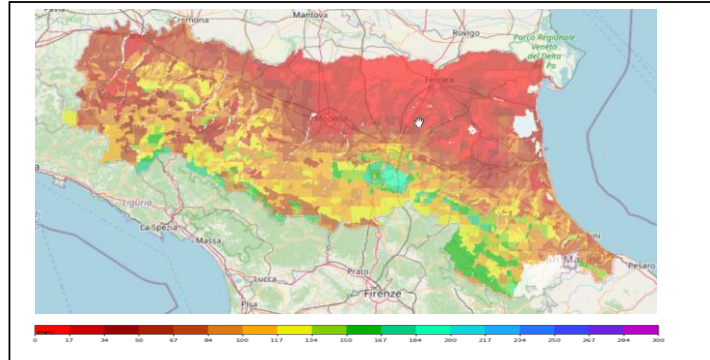 Pavia
Cremona
Mantova
Rovigo
Parco Regionale
Veneto
del Delta
Po
Ferrara
Ligurio
La Spezia
Massa
Lucca
Prato
Pisa
Firenze
San Marino
Pesaro
0 17 34 50 67 84 100 117 134 150 167 184 200 217 234 250 267 284 300